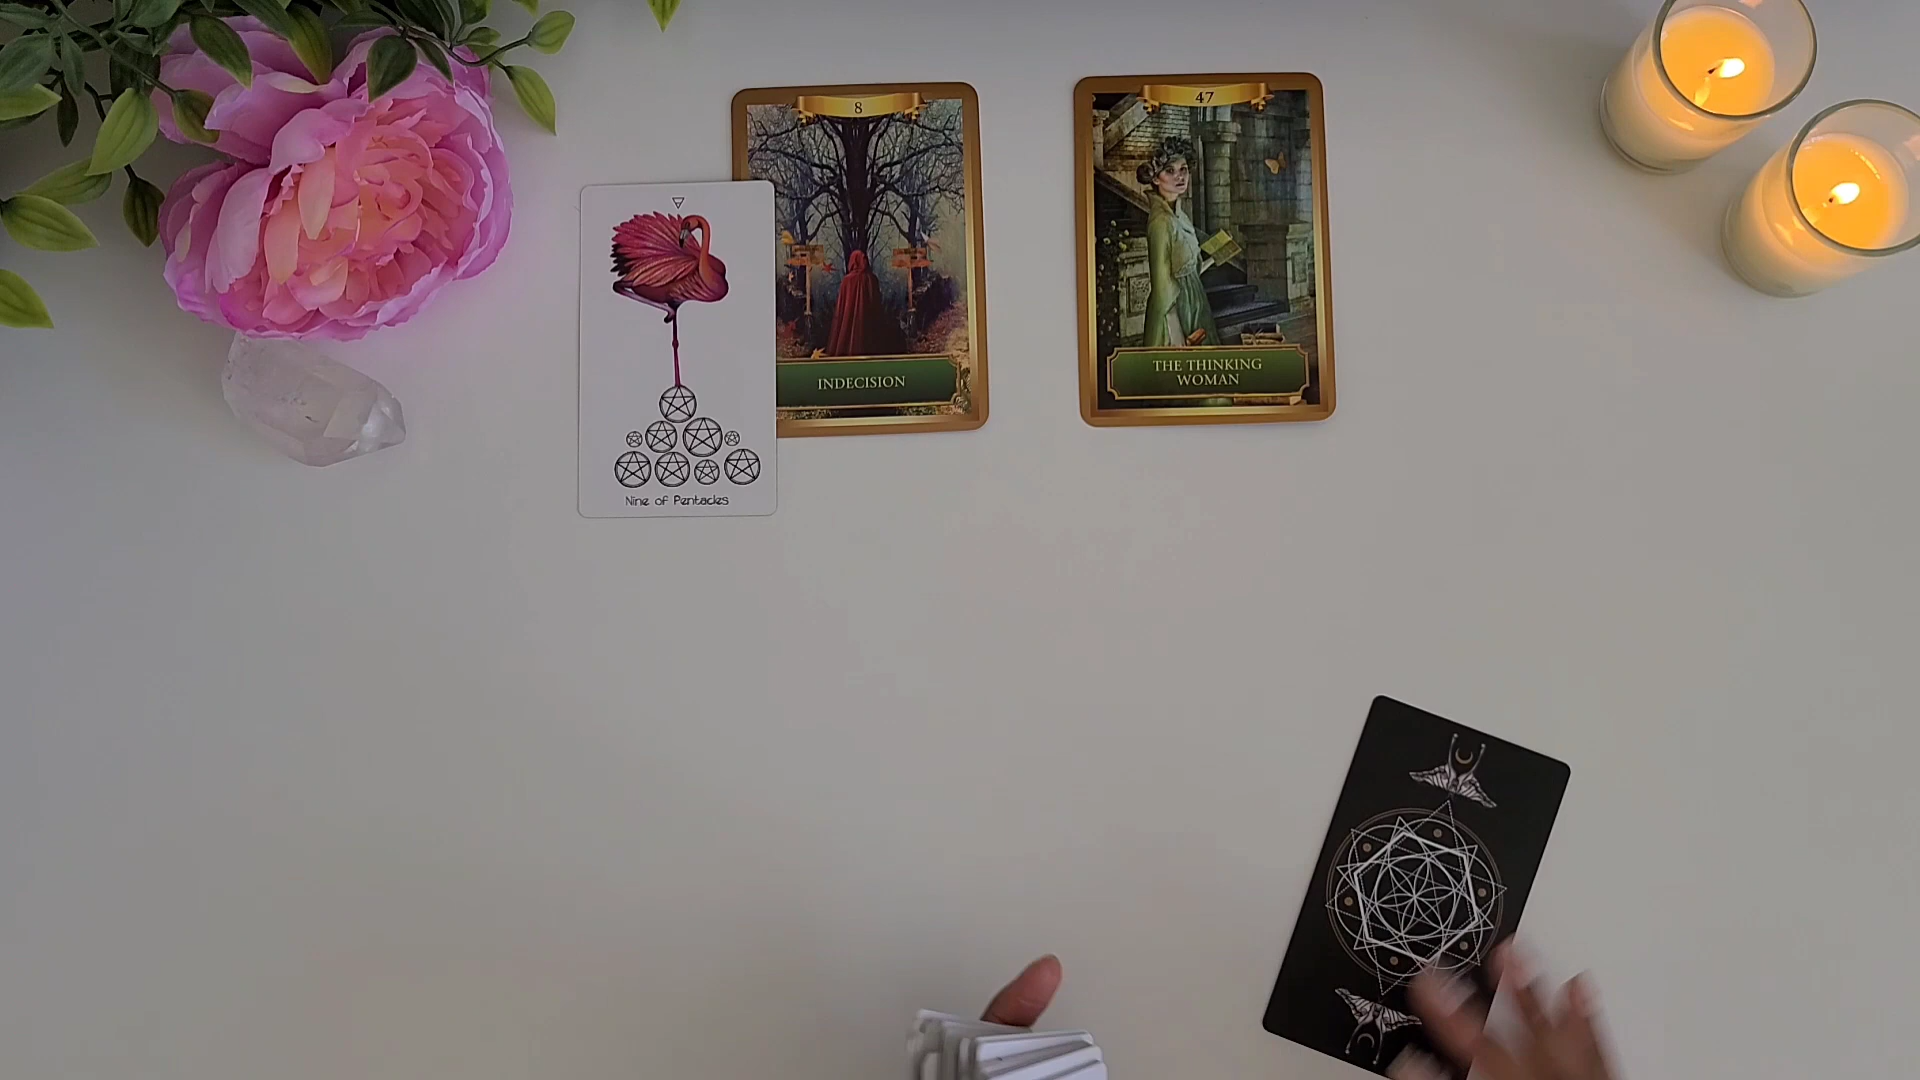 8
INDECISION
47
THE THINKING
WOMAN
Nine of Pentacles